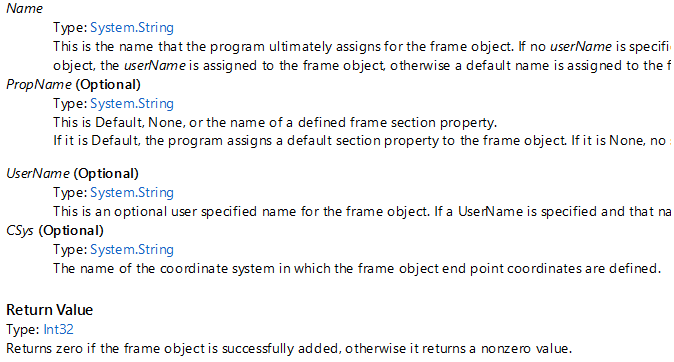 Name
Type: System.String
This is the name that the program ultimately assigns for the frame object. If no userName is specifi
object, the userName is assigned to the frame object, otherwise a default name is assigned to the f
PropName (Optional)
Type: System.String
This is Default, None, or the name of a defined frame section property.
If it is Default, the program assigns a default section property to the frame object. If it is None, no
UserName (Optional)
Type: System.String
This is an optional user specified name for the frame object. If a UserName is specified and that na
CSys (Optional)
Type: System.String
The name of the coordinate system in which the frame object end point coordinates are defined.
Return Value
Type: Int32
Returns zero if the frame object is successfully added, otherwise it returns a nonzero value.